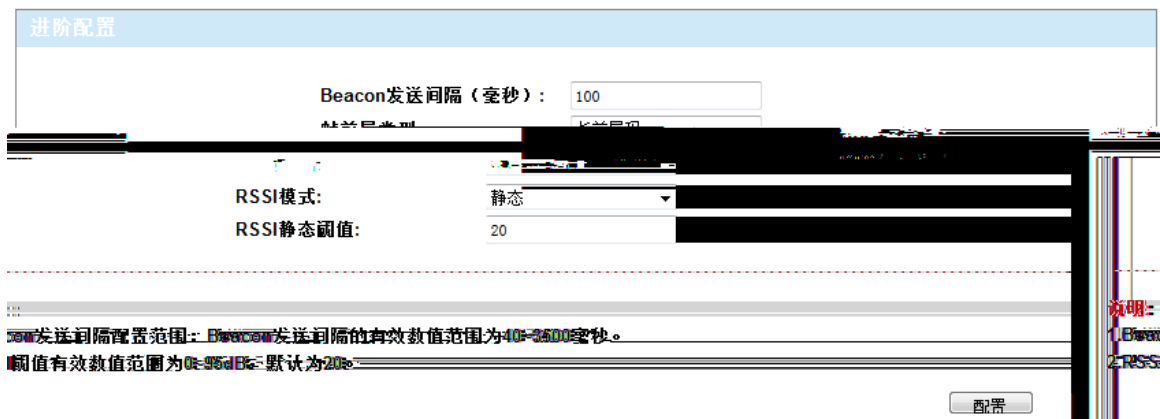 进阶配置
Beacon发送间隔(毫秒): 100
RSSI模式: 静态
RSSI静态阈值: 20
说明:
发送间隔配置范围:Beacon发送间隔的有效数值范围为40-3500毫秒。
阈值有效数值范围为0-95dB,默认为20。
配置